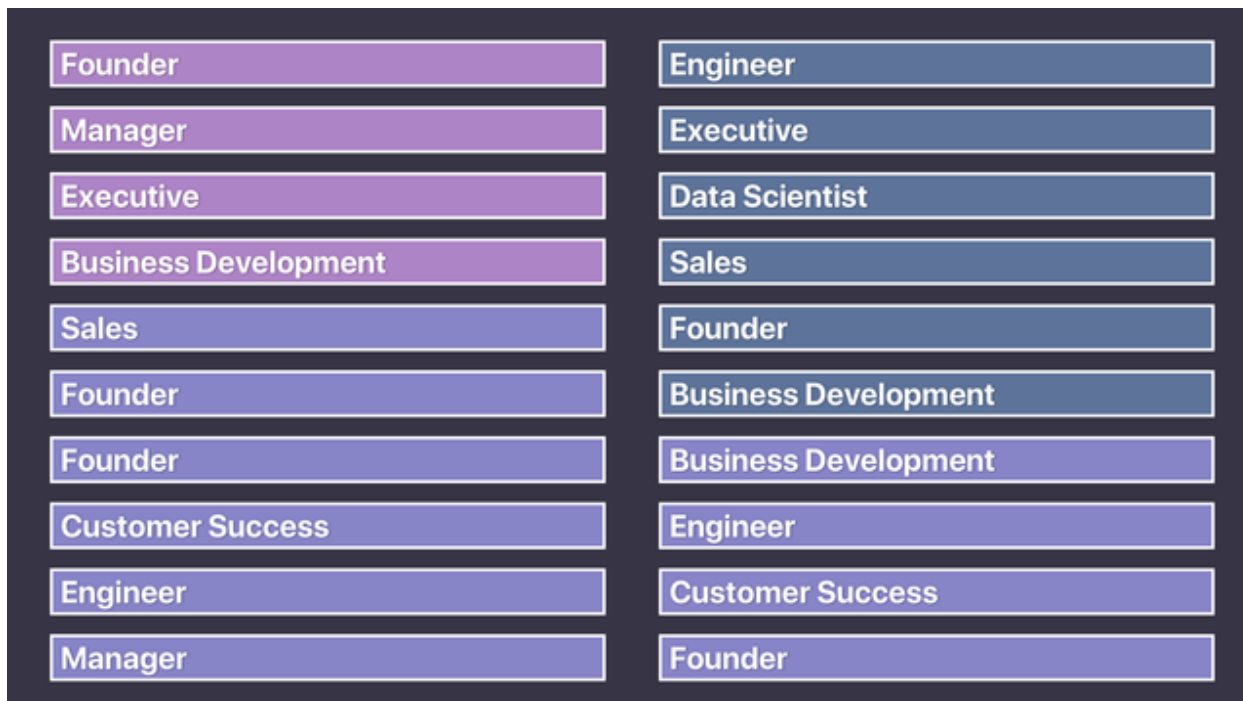 Founder
Manager
Executive
Business Development
Sales
Founder
Founder
Customer Success
Engineer
Manager
Engineer
Executive
Data Scientist
Sales
Founder
Business Development
Business Development
Engineer
Customer Success
Founder